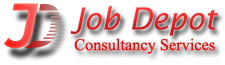 JD Job Depot
Consultancy Services